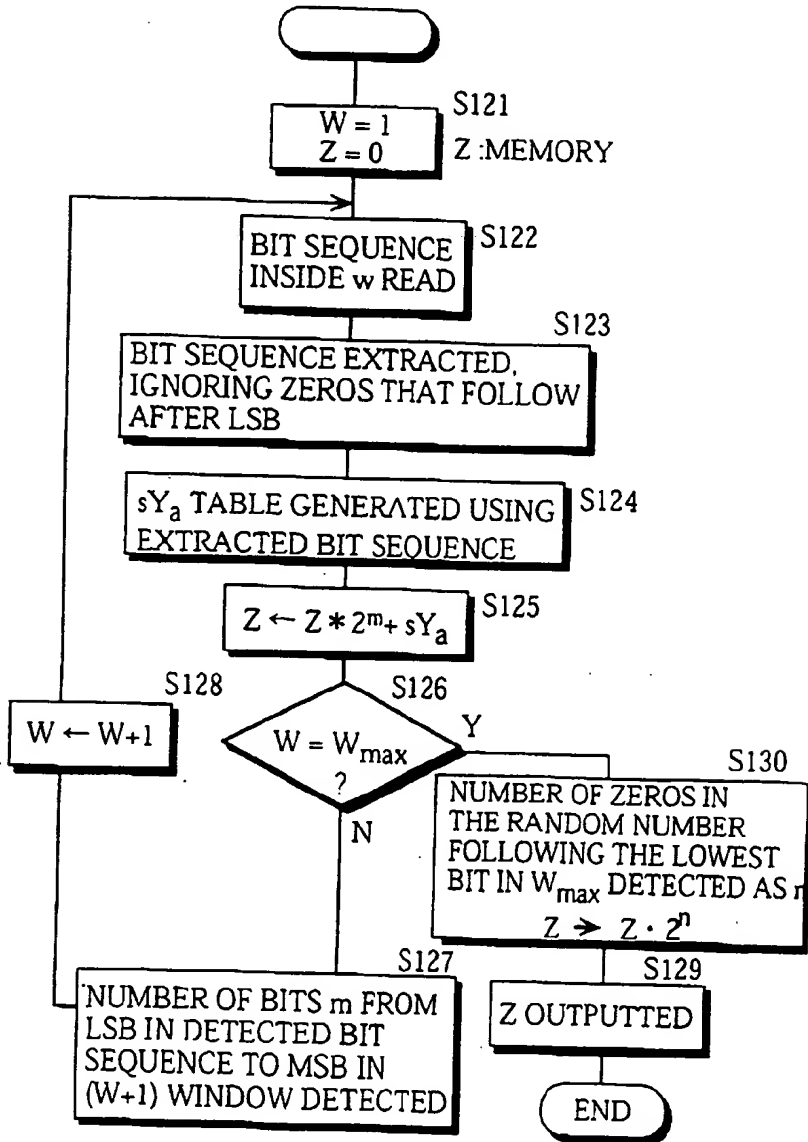 S121
W = 1
Z = 0
Z :MEMORY
S122
BIT SEQUENCE
INSIDE w READ
S123
BIT SEQUENCE EXTRACTED,
IGNORING ZEROS THAT FOLLOW
AFTER LSB
S124
sYa TABLE GENERATED USING
EXTRACTED BIT SEQUENCE
S125
Z ← Z * 2^m + sYa
S128
W ← W+1
S126
W = Wmax
?
Y
N
S130
NUMBER OF ZEROS IN
THE RANDOM NUMBER
FOLLOWING THE LOWEST
BIT IN Wmax DETECTED AS n
Z → Z · 2^n
S127
NUMBER OF BITS m FROM
LSB IN DETECTED BIT
SEQUENCE TO MSB IN
(W+1) WINDOW DETECTED
S129
Z OUTPUTTED
END